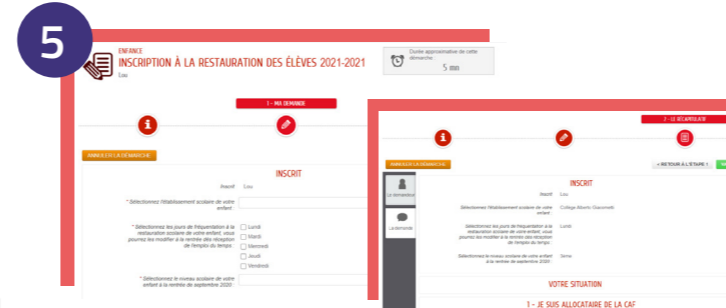 5
ENFANCE
INSCRIPTION À LA RESTAURATION DES ÉLÈVES 2021-2021
Lou
Durée approximative de cette
démarche :
5 mn
1 - MA DEMANDE
ANNULER LA DÉMARCHE
INSCRIT
Inscrit Lou
* Sélectionnez l'établissement scolaire de votre
enfant :
* Sélectionnez les jours de fréquentation à la
restauration scolaire de votre enfant, vous
pourrez les modifier à la rentrée dès réception
de l'emploi du temps :
Lundi
Mardi
Mercredi
Jeudi
Vendredi
* Sélectionnez le niveau scolaire de votre
enfant à la rentrée de septembre 2020 :
2 - LE RÉCAPITULATIF
ANNULER LA DÉMARCHE
< RETOUR À L'ÉTAPE 1
Le demandeur
La demande
INSCRIT
Inscrit Lou
Sélectionnez l'établissement scolaire de votre
enfant :
Collège Alberto Giacometti
Sélectionnez les jours de fréquentation à la
restauration scolaire de votre enfant, vous
pourrez les modifier à la rentrée dès réception
de l'emploi du temps :
Lundi
Sélectionnez le niveau scolaire de votre enfant
à la rentrée de septembre 2020 :
5eme
VOTRE SITUATION
1 - JE SUIS ALLOCATAIRE DE LA CAF